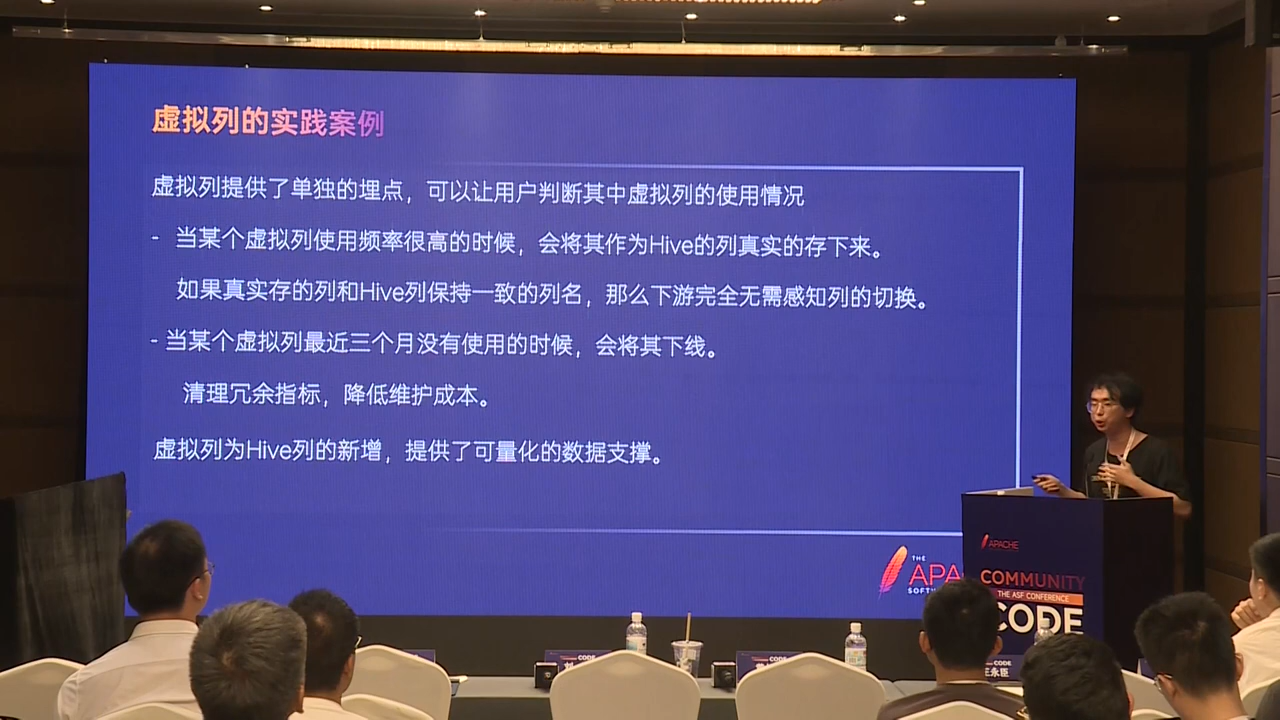 虚拟列的实践案例
虚拟列提供了单独的埋点，可以让用户判断其中虚拟列的使用情况
- 当某个虚拟列使用频率很高的时候，会将其作为Hive的列真实的存下来。
如果真实存的列和Hive列保持一致的列名，那么下游完全无需感知列的切换。
- 当某个虚拟列最近三个月没有使用的时候，会将其下线。
清理冗余指标，降低维护成本。
虚拟列为Hive列的新增，提供了可量化的数据支撑。
THE
APA
SOFTW
APACHE
COMMUNITY
THE ASF CONFERENCE
CODE
CODE
CODE
CODE